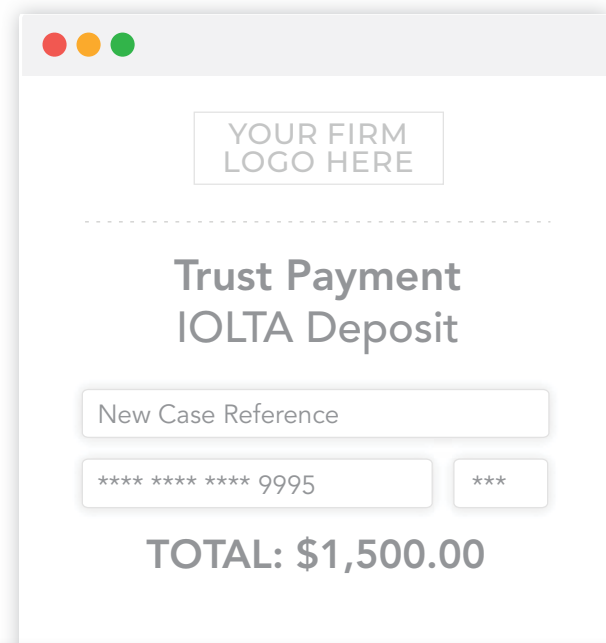 YOUR FIRM
LOGO HERE
Trust Payment
IOLTA Deposit
New Case Reference
**** **** **** 9995 ***
TOTAL: $1,500.00